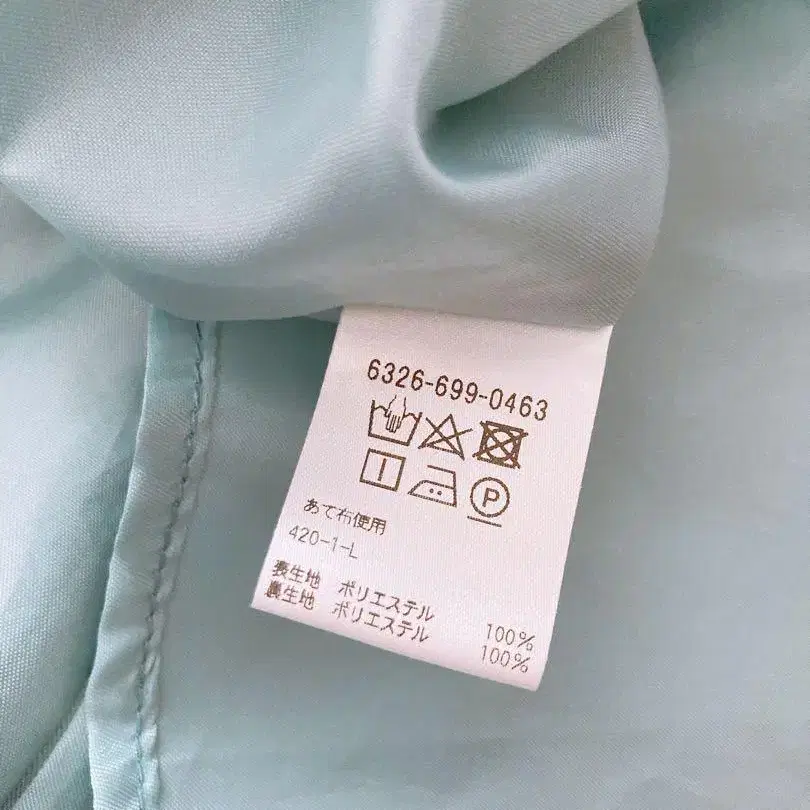 6326-699-0463
P
あて布使用
420-1-L
表生地 ポリエステル 100%
裏生地 ポリエステル 100%